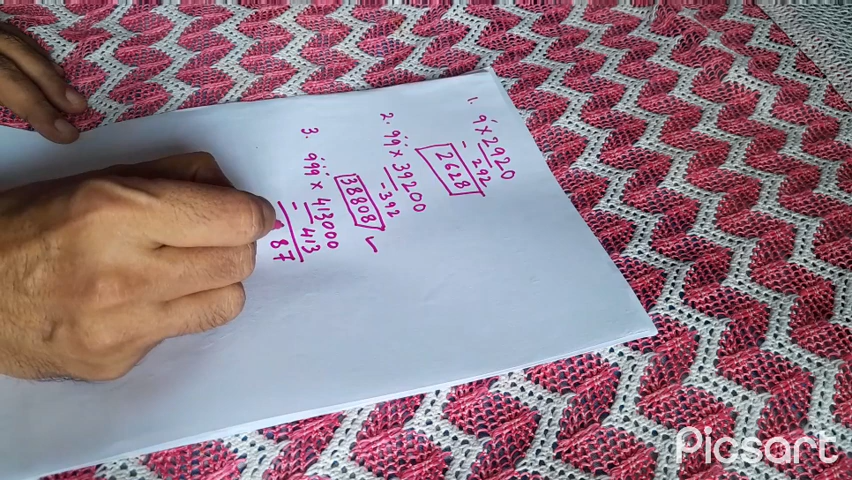 1. 9 × 2920
- 292
2628
2. 99 × 39200
- 392
38808
3. 999 × 413000
- 413
87
Picsart